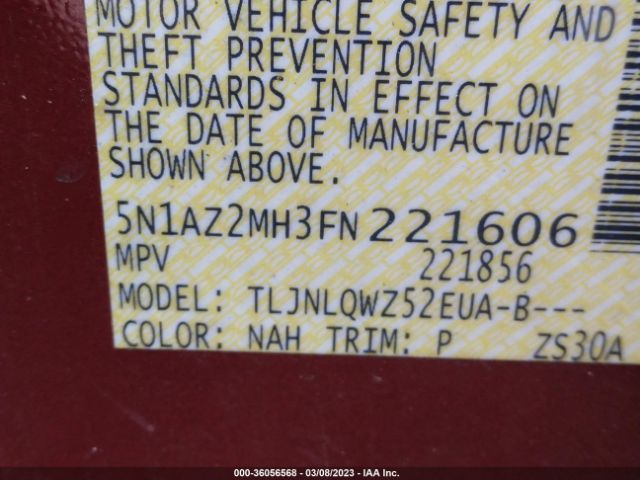 MOTOR VEHICLE SAFETY AND
THEFT PREVENTION
STANDARDS IN EFFECT ON
THE DATE OF MANUFACTURE
SHOWN ABOVE.
5N1AZ2MH3FN221606
MPV 221856
MODEL: TLJNLQWZ52EUA-B---
COLOR: NAH TRIM: P ZS30A
000-36056568 - 03/08/2023 - IAA Inc.